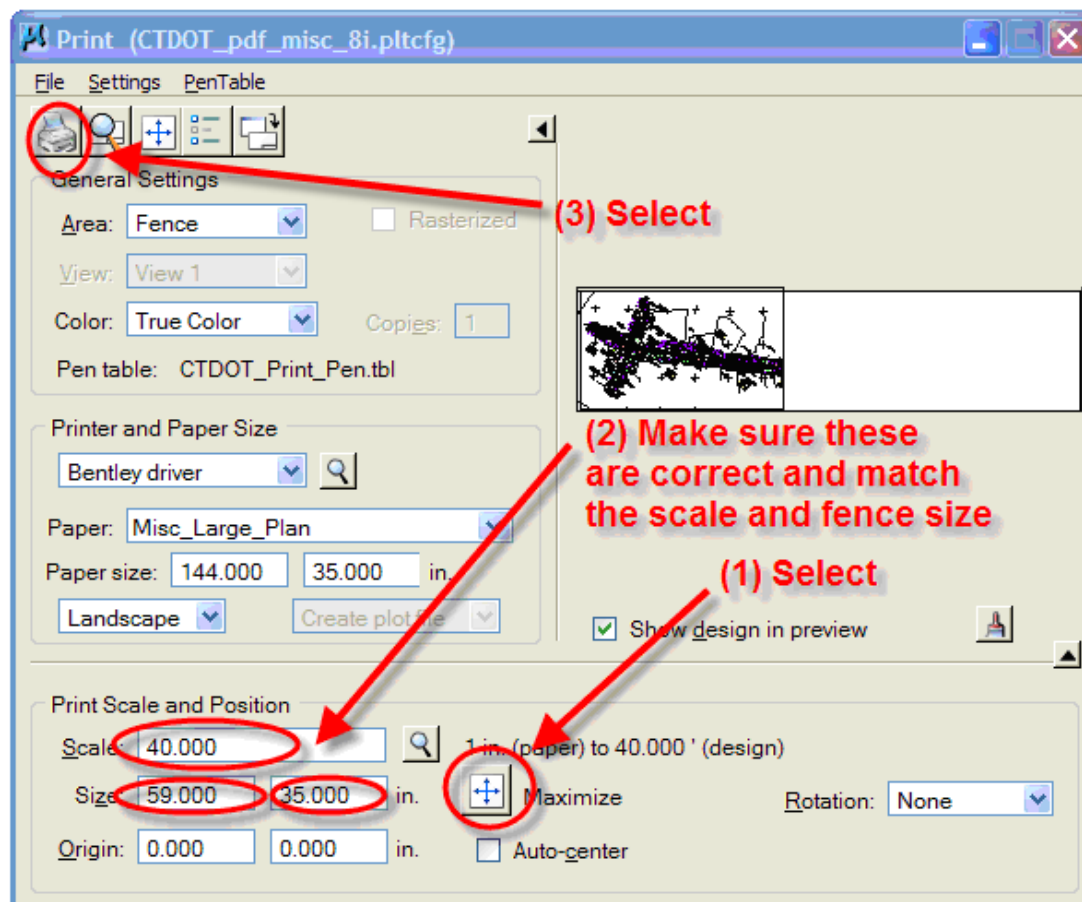 Print (CTDOT_pdf_misc_8i.pltcfg)
File Settings PenTable
General Settings
(3) Select
Area: Fence
Rasterized
View: View 1
Color: True Color
Copies: 1
Pen table: CTDOT_Print_Pen.tbl
Printer and Paper Size
(2) Make sure these
are correct and match
the scale and fence size
Bentley driver
Paper: Misc_Large_Plan
Paper size: 144.000 35.000 in.
(1) Select
Landscape
Create plot file
Show design in preview
Print Scale and Position
Scale: 40.000
1 in. (paper) to 40.000 ' (design)
Size: 59.000 35.000 in.
Maximize
Rotation: None
Origin: 0.000 0.000 in.
Auto-center